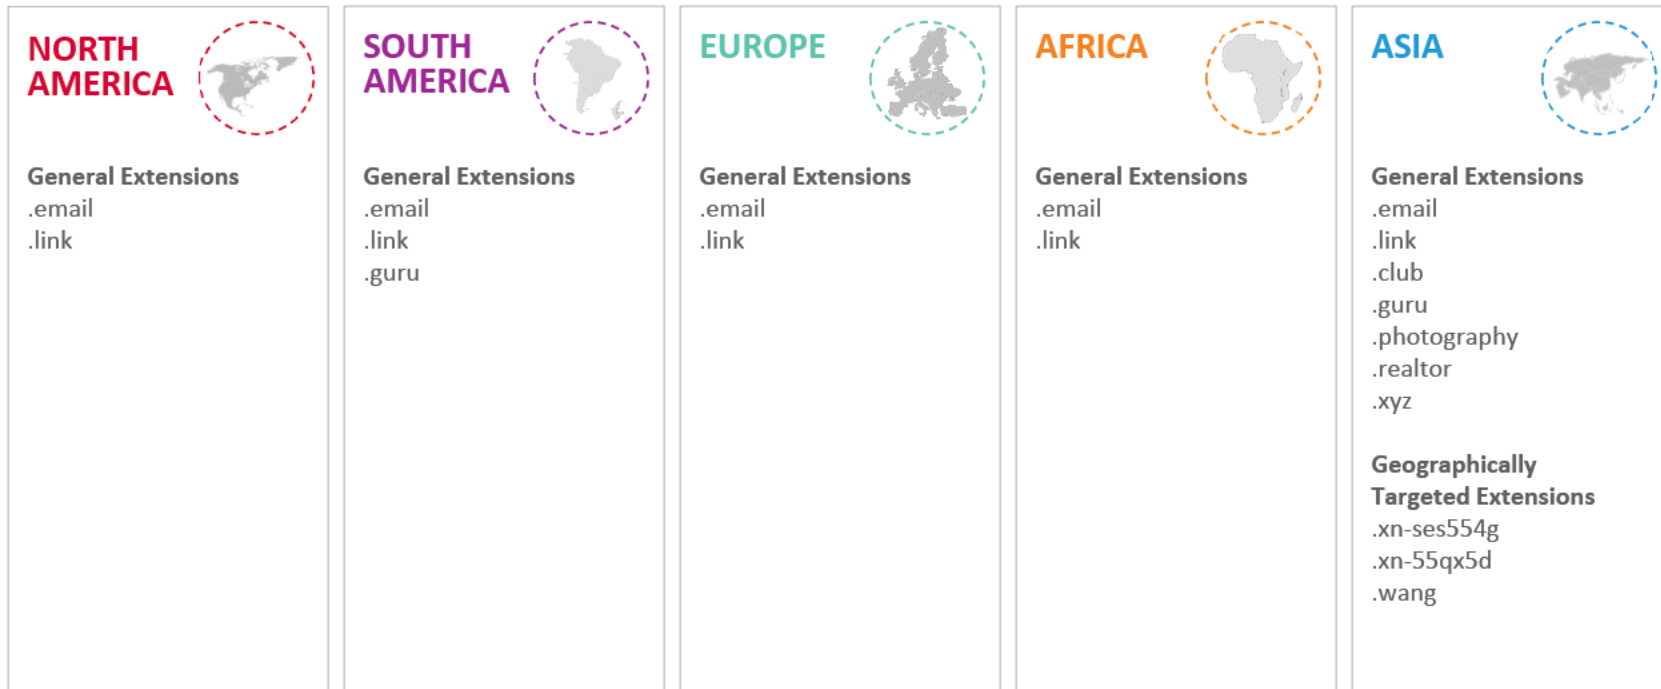 NORTH
AMERICA
General Extensions
.email
.link
SOUTH
AMERICA
General Extensions
.email
.link
.guru
EUROPE
General Extensions
.email
.link
AFRICA
General Extensions
.email
.link
ASIA
General Extensions
.email
.link
.club
.guru
.photography
.realtor
.xyz
Geographically
Targeted Extensions
.xn-ses554g
.xn-55qx5d
.wang